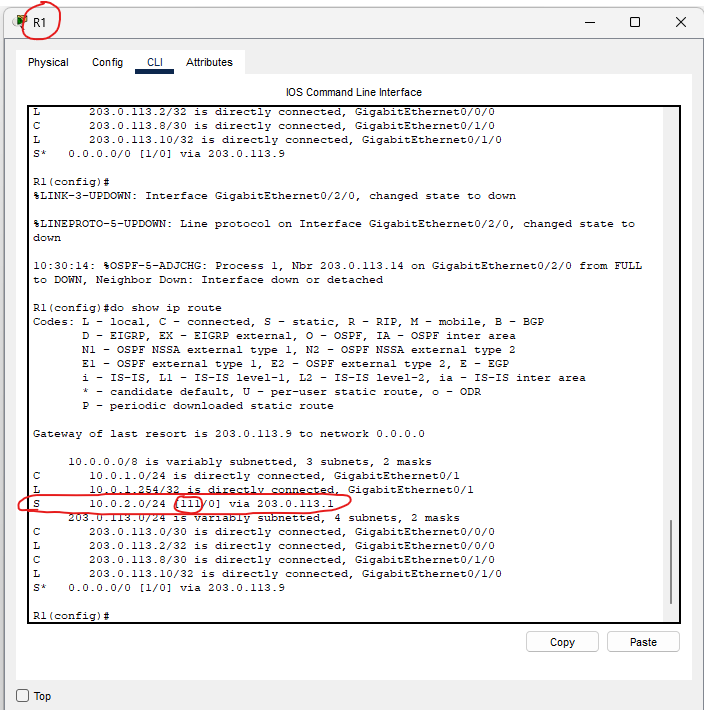 R1
Physical Config CLI Attributes
IOS Command Line Interface
L 203.0.113.2/32 is directly connected, GigabitEthernet0/0/0
C 203.0.113.8/30 is directly connected, GigabitEthernet0/1/0
L 203.0.113.10/32 is directly connected, GigabitEthernet0/1/0
S* 0.0.0.0/0 [1/0] via 203.0.113.9
R1(config)#
%LINK-3-UPDOWN: Interface GigabitEthernet0/2/0, changed state to down
%LINEPROTO-5-UPDOWN: Line protocol on Interface GigabitEthernet0/2/0, changed state to
down
10:30:14: %OSPF-5-ADJCHG: Process 1, Nbr 203.0.113.14 on GigabitEthernet0/2/0 from FULL
to DOWN, Neighbor Down: Interface down or detached
R1(config)#do show ip route
Codes: L - local, C - connected, S - static, R - RIP, M - mobile, B - BGP
D - EIGRP, EX - EIGRP external, O - OSPF, IA - OSPF inter area
N1 - OSPF NSSA external type 1, N2 - OSPF NSSA external type 2
E1 - OSPF external type 1, E2 - OSPF external type 2, E - EGP
i - IS-IS, L1 - IS-IS level-1, L2 - IS-IS level-2, ia - IS-IS inter area
* - candidate default, U - per-user static route, o - ODR
P - periodic downloaded static route
Gateway of last resort is 203.0.113.9 to network 0.0.0.0
10.0.0.0/8 is variably subnetted, 3 subnets, 2 masks
C 10.0.1.0/24 is directly connected, GigabitEthernet0/1
L 10.0.1.254/32 is directly connected, GigabitEthernet0/1
S 10.0.2.0/24 [111/0] via 203.0.113.1
203.0.113.0/24 is variably subnetted, 4 subnets, 2 masks
C 203.0.113.0/30 is directly connected, GigabitEthernet0/0/0
L 203.0.113.2/32 is directly connected, GigabitEthernet0/0/0
C 203.0.113.8/30 is directly connected, GigabitEthernet0/1/0
L 203.0.113.10/32 is directly connected, GigabitEthernet0/1/0
S* 0.0.0.0/0 [1/0] via 203.0.113.9
R1(config)#
Copy Paste
Top